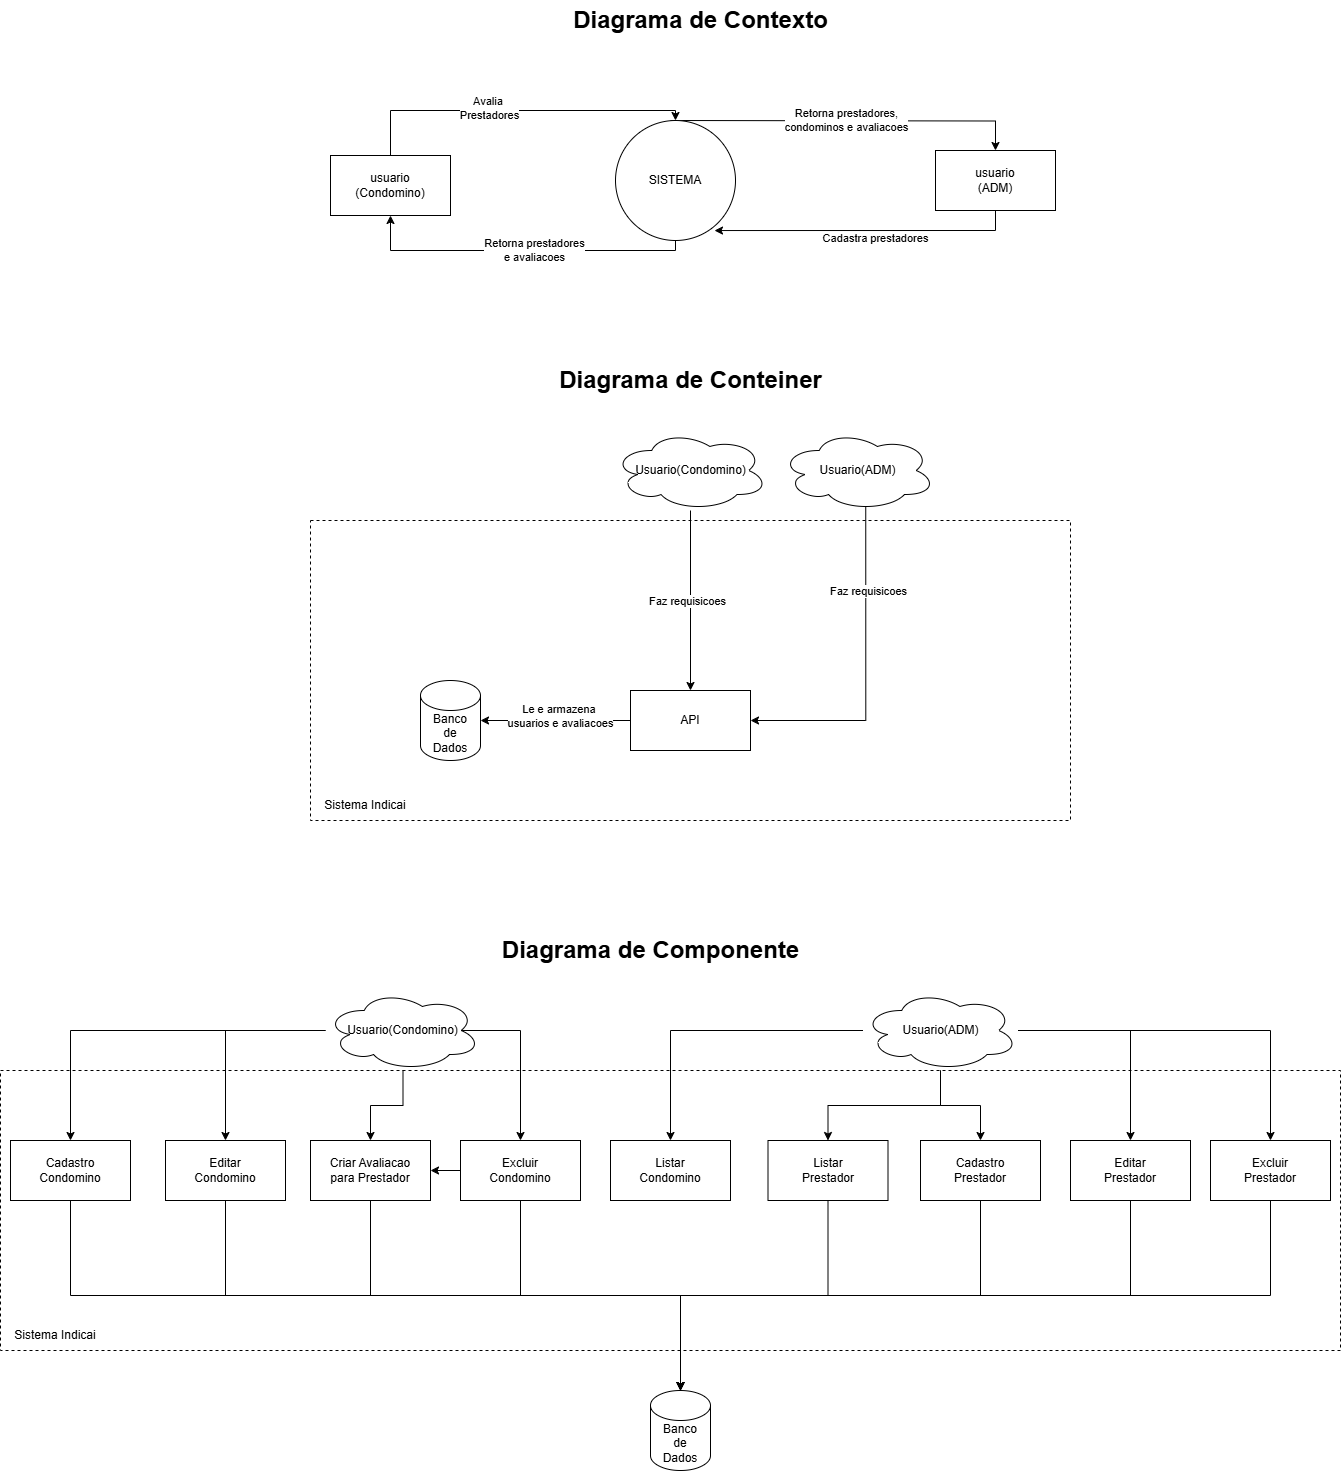 Diagrama de Contexto
Avalia
Prestadores
Retorna prestadores,
condominos e avaliacoes
usuario
(Condomino)
SISTEMA
usuario
(ADM)
Retorna prestadores
e avaliacoes
Cadastra prestadores
Diagrama de Conteiner
Usuario(Condomino)
Usuario(ADM)
Faz requisicoes
Faz requisicoes
Banco
de
Dados
Le e armazena
usuarios e avaliacoes
API
Sistema Indicai
Diagrama de Componente
Usuario(Condomino)
Usuario(ADM)
Cadastro
Condomino
Editar
Condomino
Criar Avaliacao
para Prestador
Excluir
Condomino
Listar
Condomino
Listar
Prestador
Cadastro
Prestador
Editar
Prestador
Excluir
Prestador
Sistema Indicai
Banco
de
Dados